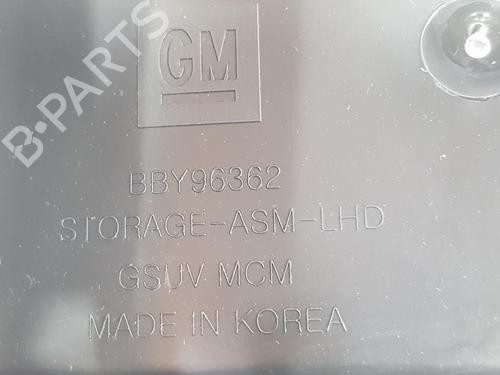 GM
B-PARTS
BBY96362
STORAGE-ASM-LHD
GSUV MCM
MADE IN KOREA